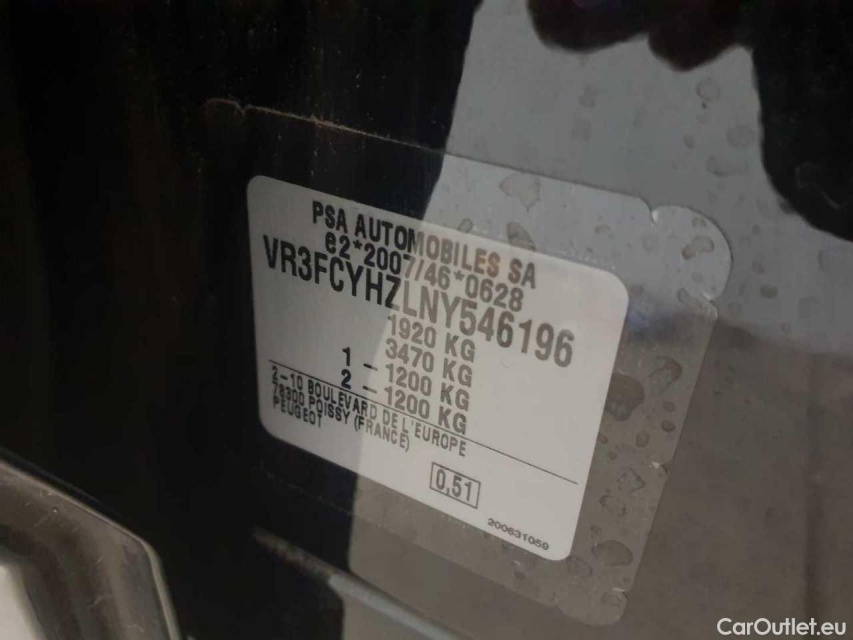 PSA AUTOMOBILES SA
e2*2007/46*0628
VR3FCYHZLNY546196
1920 KG
3470 KG
1 - 1200 KG
2 - 1200 KG
2-10 BOULEVARD DE L'EUROPE
78300 POISSY (FRANCE)
PEUGEOT
0,51
200631059
CarOutlet.eu